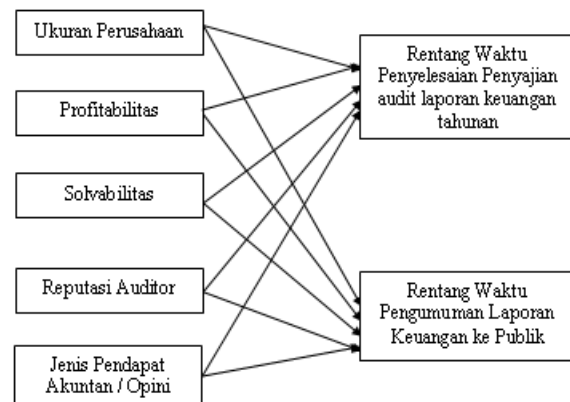 Ukuran Perusahaan
Profitabilitas
Solvabilitas
Reputasi Auditor
Jenis Pendapat
Akuntan / Opini
Rentang Waktu
Penyelesaian Penyajian
audit laporan keuangan
tahunan
Rentang Waktu
Pengumuman Laporan
Keuangan ke Publik